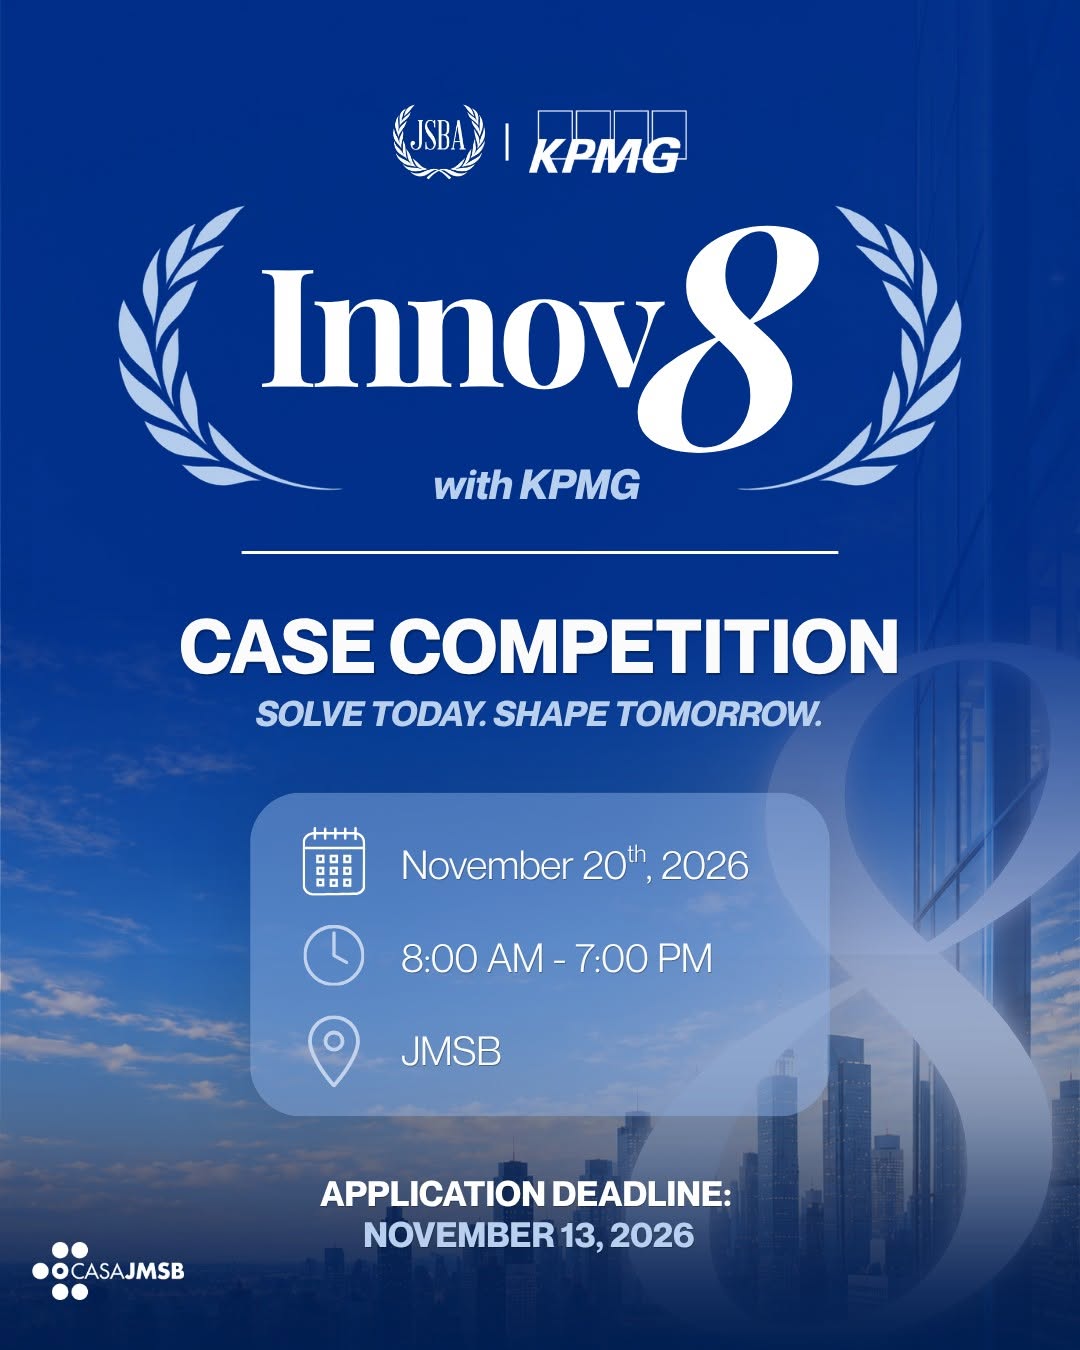 JSBA | KPMG
Innov8
with KPMG
CASE COMPETITION
SOLVE TODAY. SHAPE TOMORROW.
November 20th, 2026
8:00 AM - 7:00 PM
JMSB
APPLICATION DEADLINE:
NOVEMBER 13, 2026
CASAJMSB